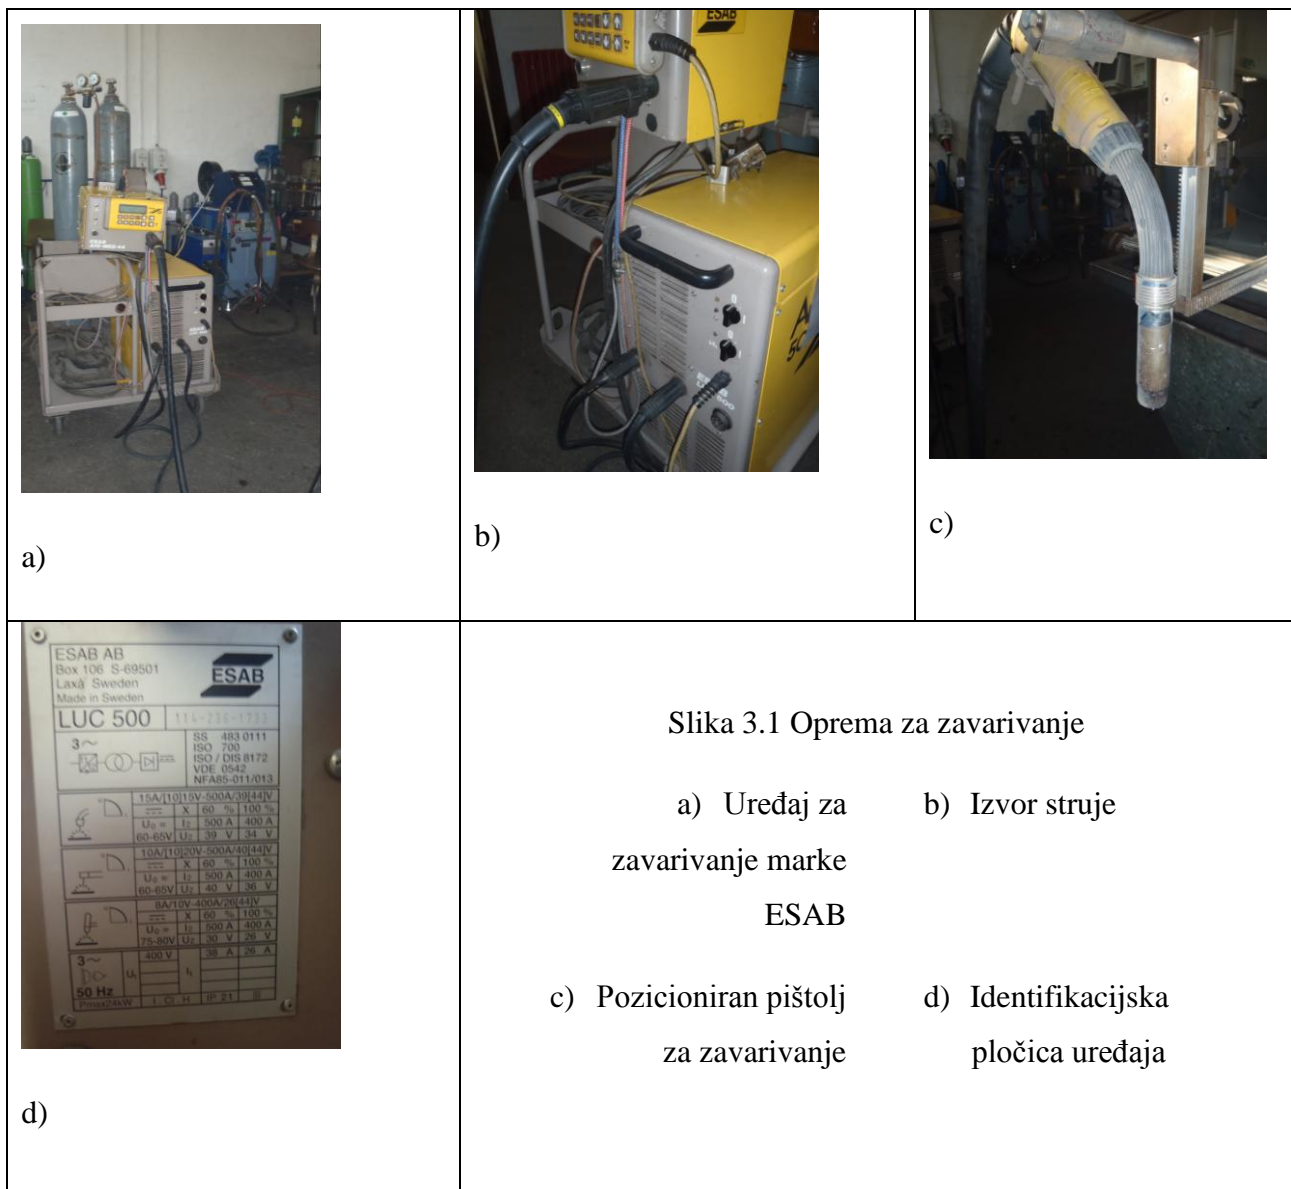 ESAB
ESAB
a)
b)
c)
ESAB AB
Box 106 S-69501
Laxå Sweden
Made in Sweden
ESAB
LUC 500
3~
SS 483 0111
ISO 700
ISO / DIS 8172
VDE 0542
NFA85-011/013
15A/[10]15V-500A/39[44]V
X 60 % 100 %
U0 = I2 500 A 400 A
60-65V U2 39 V 34 V
10A/[10]20V-500A/40[44]V
X 60 % 100 %
U0 = I2 500 A 400 A
60-65V U2 40 V 36 V
8A/10V-400A/26[44]V
X 60 % 100 %
U0 = I2 500 A 400 A
75-80V U2 30 V 26 V
3~ U1 400 V I1 38 A 26 A
50 Hz
Pmax24kW IP 21
d)
Slika 3.1 Oprema za zavarivanje
a) Uređaj za
zavarivanje marke
ESAB
b) Izvor struje
c) Pozicioniran pištolj
za zavarivanje
d) Identifikacijska
pločica uređaja